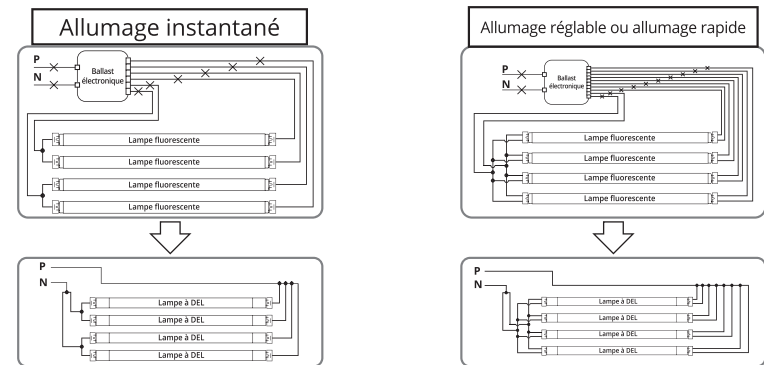 Allumage instantané
P
N
Ballast
électronique
Lampe fluorescente
Lampe fluorescente
Lampe fluorescente
Lampe fluorescente
P
N
Lampe à DEL
Lampe à DEL
Lampe à DEL
Lampe à DEL
Allumage réglable ou allumage rapide
P
N
Ballast
électronique
Lampe fluorescente
Lampe fluorescente
Lampe fluorescente
Lampe fluorescente
P
N
Lampe à DEL
Lampe à DEL
Lampe à DEL
Lampe à DEL